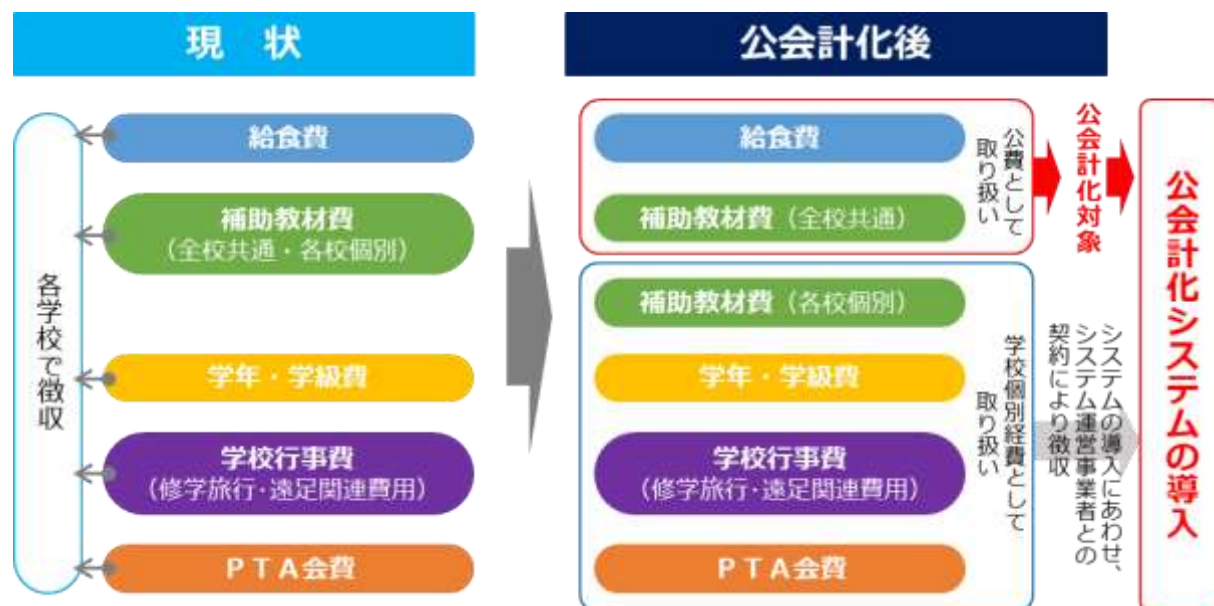 現　状
各学校で徴収
給食費
補助教材費
（全校共通・各校個別）
学年・学級費
学校行事費
（修学旅行・遠足関連費用）
ＰＴＡ会費
公会計化後
給食費
補助教材費（全校共通）
公費として
取り扱い
公会計化対象
補助教材費（各校個別）
学年・学級費
学校行事費
（修学旅行・遠足関連費用）
ＰＴＡ会費
学校個別経費として
取り扱い
システムの導入にあわせ、
システム運営事業者との
契約により徴収
公会計化システムの導入